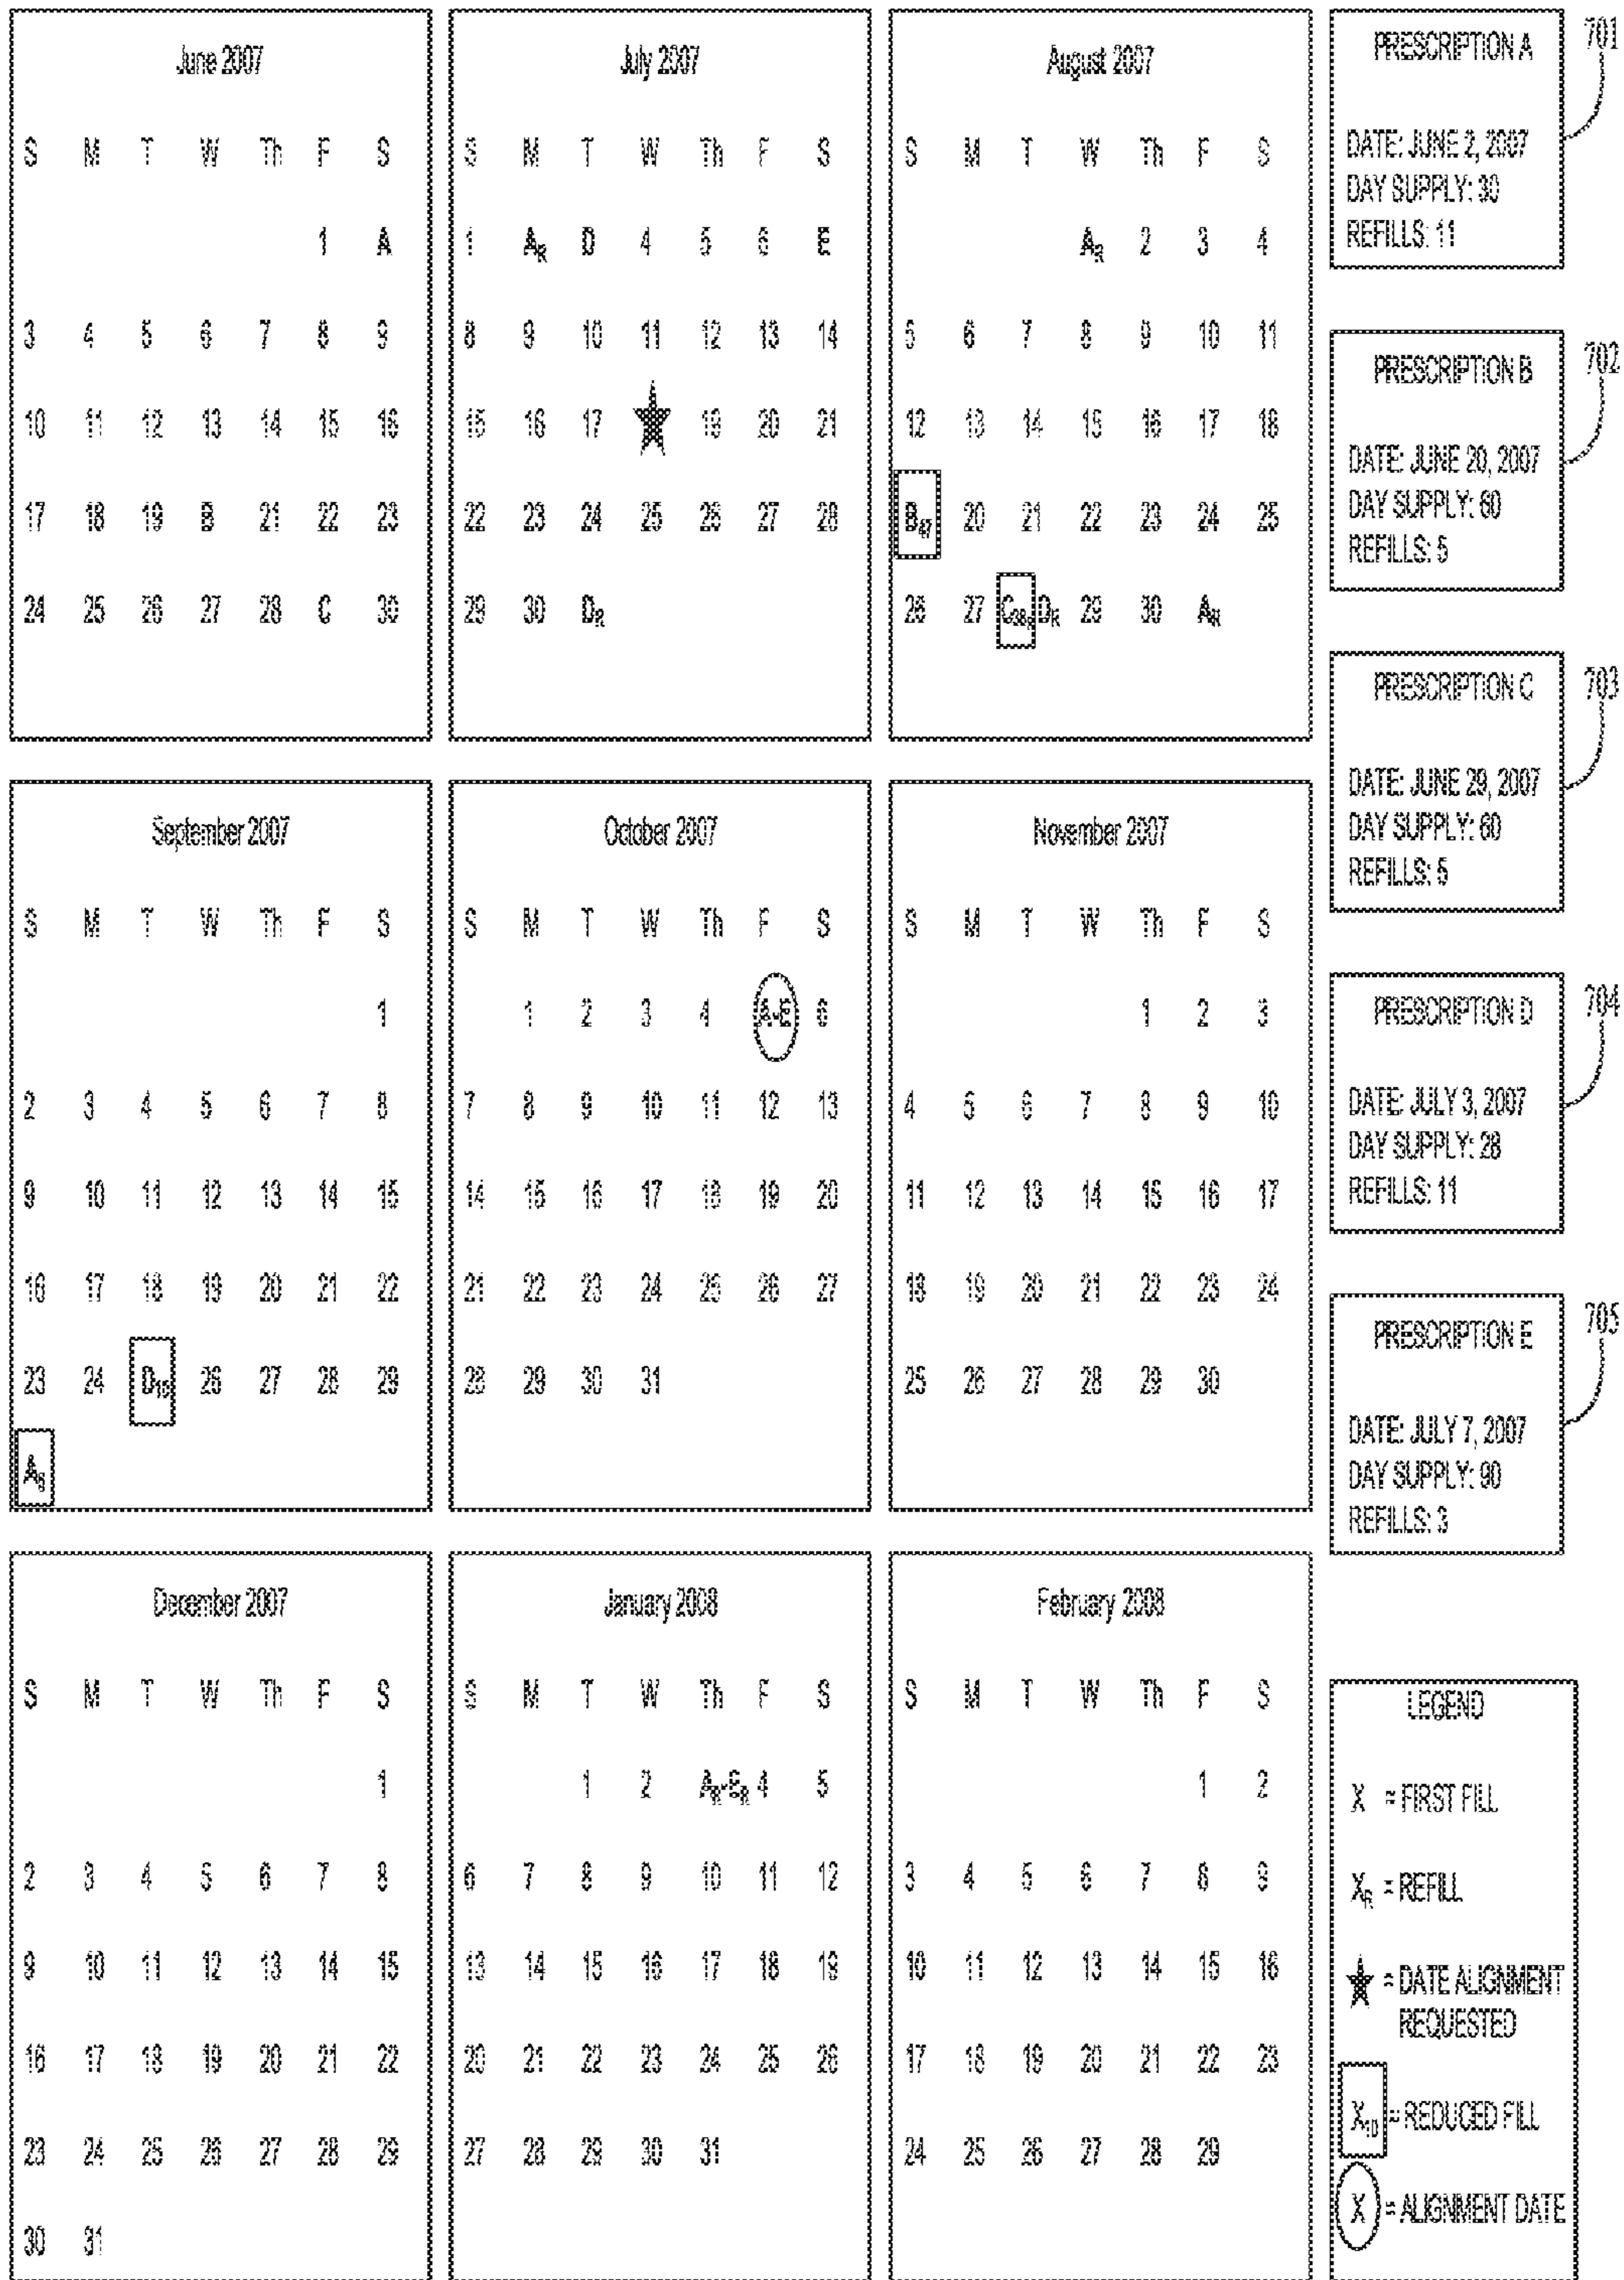 June 2007
S M T W Th F S
1 A
3 4 5 6 7 8 9
10 11 12 13 14 15 16
17 18 19 B 21 22 23
24 25 26 27 28 C 30
July 2007
S M T W Th F S
1 AR D 4 5 6 E
8 9 10 11 12 13 14
15 16 17 19 20 21
22 23 24 25 26 27 28
29 30 DR
August 2007
S M T W Th F S
AR 2 3 4
5 6 7 8 9 10 11
12 13 14 15 16 17 18
B47 20 21 22 23 24 25
26 27 C38, DR 29 30 AR
PRESCRIPTION A
DATE: JUNE 2, 2007
DAY SUPPLY: 30
REFILLS: 11
701
PRESCRIPTION B
DATE: JUNE 20, 2007
DAY SUPPLY: 60
REFILLS: 5
702
PRESCRIPTION C
DATE: JUNE 29, 2007
DAY SUPPLY: 60
REFILLS: 5
703
September 2007
S M T W Th F S
1
2 3 4 5 6 7 8
9 10 11 12 13 14 15
16 17 18 19 20 21 22
23 24 D10 26 27 28 29
A5
October 2007
S M T W Th F S
1 2 3 4 A-E 6
7 8 9 10 11 12 13
14 15 16 17 18 19 20
21 22 23 24 25 26 27
28 29 30 31
November 2007
S M T W Th F S
1 2 3
4 5 6 7 8 9 10
11 12 13 14 15 16 17
18 19 20 21 22 23 24
25 26 27 28 29 30
PRESCRIPTION D
DATE: JULY 3, 2007
DAY SUPPLY: 28
REFILLS: 11
704
PRESCRIPTION E
DATE: JULY 7, 2007
DAY SUPPLY: 90
REFILLS: 3
705
December 2007
S M T W Th F S
1
2 3 4 5 6 7 8
9 10 11 12 13 14 15
16 17 18 19 20 21 22
23 24 25 26 27 28 29
30 31
January 2008
S M T W Th F S
1 2 AR-ER 4 5
6 7 8 9 10 11 12
13 14 15 16 17 18 19
20 21 22 23 24 25 26
27 28 29 30 31
February 2008
S M T W Th F S
1 2
3 4 5 6 7 8 9
10 11 12 13 14 15 16
17 18 19 20 21 22 23
24 25 26 27 28 29
LEGEND
X = FIRST FILL
XR = REFILL
★ = DATE ALIGNMENT
REQUESTED
X10 = REDUCED FILL
X = ALIGNMENT DATE